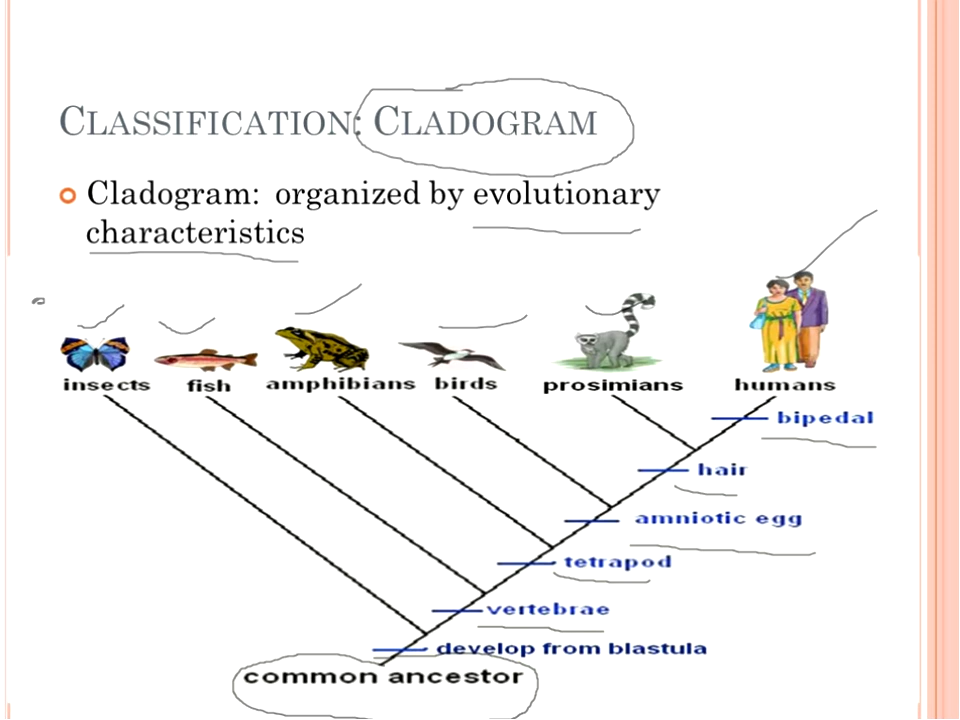 CLASSIFICATION: CLADOGRAM
Cladogram: organized by evolutionary
characteristics
insects fish amphibians birds prosimians humans
bipedal
hair
amniotic egg
tetrapod
vertebrae
develop from blastula
common ancestor